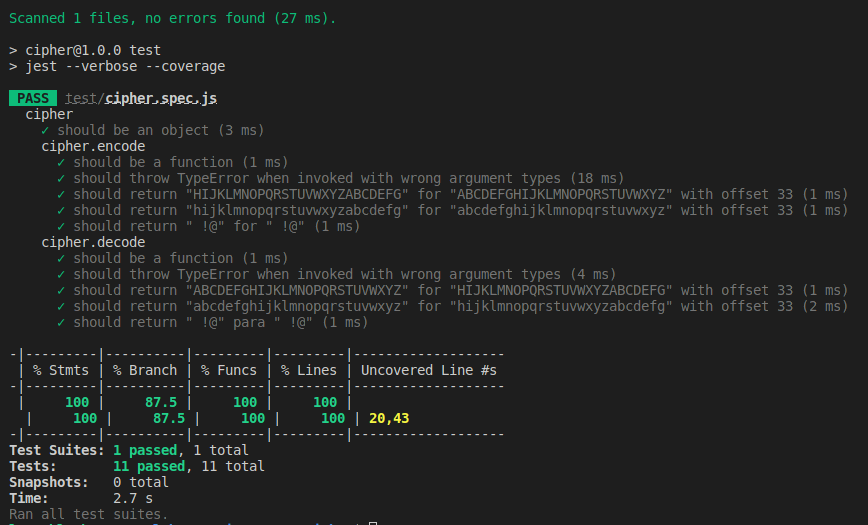 Scanned 1 files, no errors found (27 ms).
> cipher@1.0.0 test
> jest --verbose --coverage
PASS test/cipher.spec.js
cipher
✓ should be an object (3 ms)
cipher.encode
✓ should be a function (1 ms)
✓ should throw TypeError when invoked with wrong argument types (18 ms)
✓ should return "HIJKLMNOPQRSTUVWXYZABCDEFG" for "ABCDEFGHIJKLMNOPQRSTUVWXYZ" with offset 33 (1 ms)
✓ should return "hijklmnopqrstuvwxyzabcdefg" for "abcdefghijklmnopqrstuvwxyz" with offset 33 (1 ms)
✓ should return " !@" for " !@" (1 ms)
cipher.decode
✓ should be a function (1 ms)
✓ should throw TypeError when invoked with wrong argument types (4 ms)
✓ should return "ABCDEFGHIJKLMNOPQRSTUVWXYZ" for "HIJKLMNOPQRSTUVWXYZABCDEFG" with offset 33 (1 ms)
✓ should return "abcdefghijklmnopqrstuvwxyz" for "hijklmnopqrstuvwxyzabcdefg" with offset 33 (2 ms)
✓ should return " !@" para " !@" (1 ms)
-|---------|----------|---------|---------|-------------------
| % Stmts | % Branch | % Funcs | % Lines | Uncovered Line #s
-|---------|----------|---------|---------|-------------------
| 100 | 87.5 | 100 | 100 |
| 100 | 87.5 | 100 | 100 | 20,43
-|---------|----------|---------|---------|-------------------
Test Suites: 1 passed, 1 total
Tests: 11 passed, 11 total
Snapshots: 0 total
Time: 2.7 s
Ran all test suites.